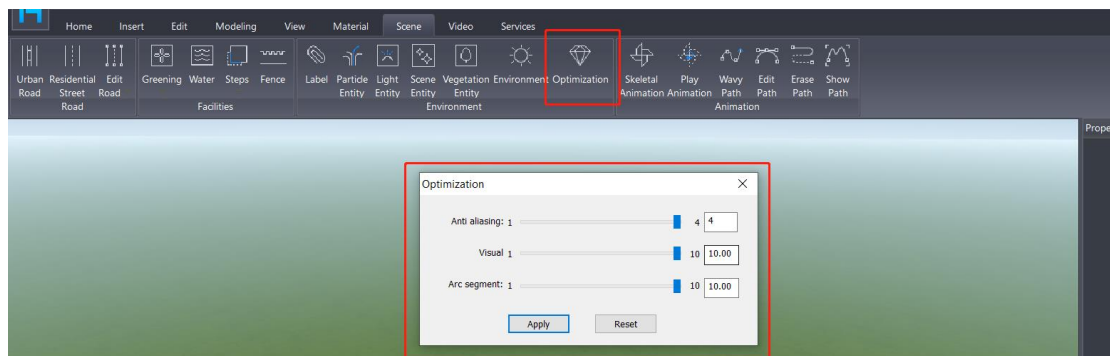 Home Insert Edit Modeling View Material Scene Video Services
Urban Residential Edit Greening Water Steps Fence Label Particle Light Scene Vegetation Environment Optimization Skeletal Play Wavy Edit Erase Show
Road Street Road Entity Entity Entity Entity Animation Animation Path Path Path Path
Road Facilities Environment Animation
Prope
Optimization
Anti aliasing: 1 4 4
Visual 1 10 10.00
Arc segment: 1 10 10.00
Apply Reset